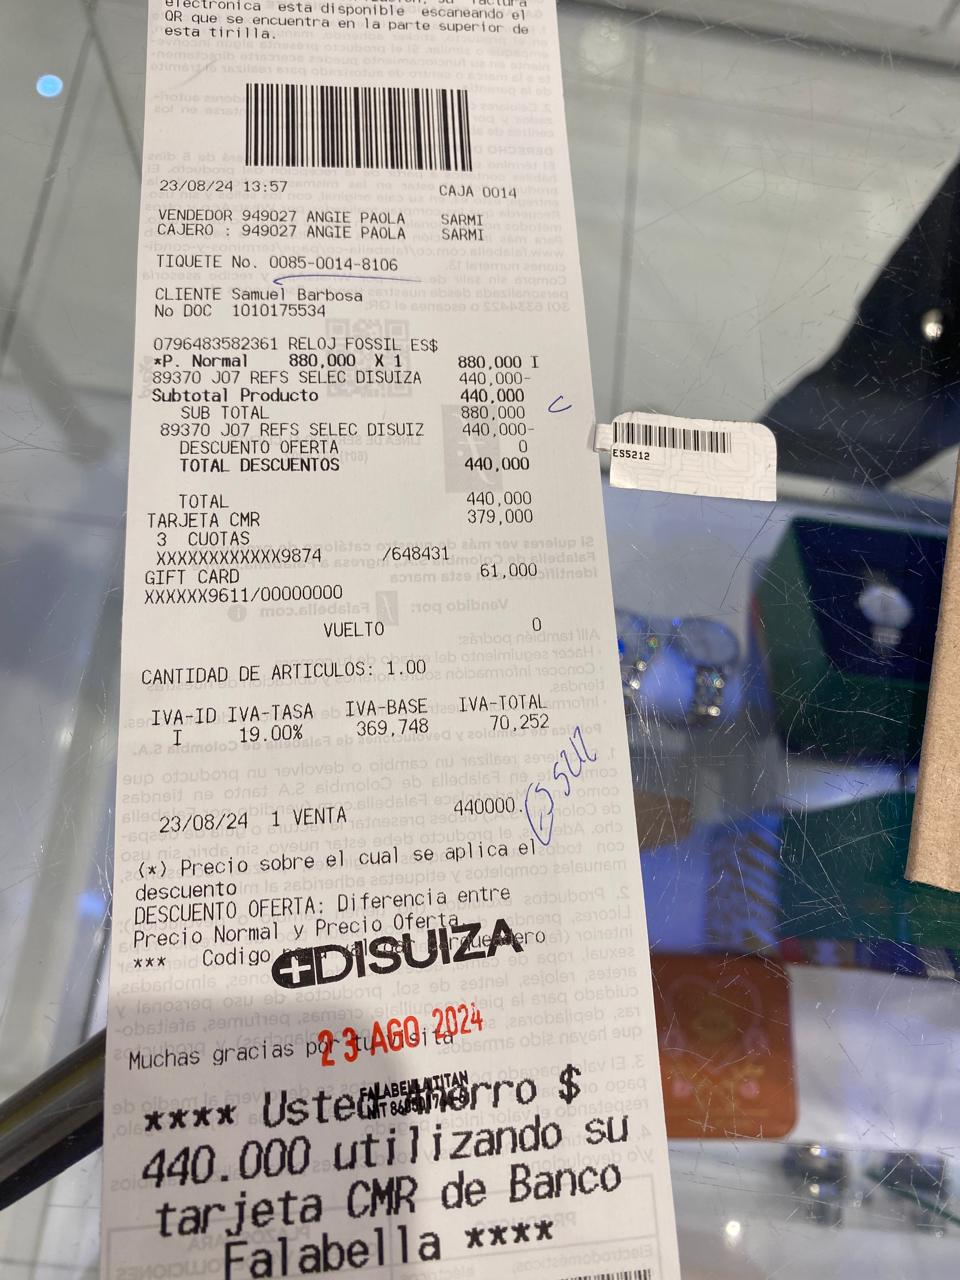 electronica esta disponible escaneando el
QR que se encuentra en la parte superior de
esta tirilla.
23/08/24 13:57 CAJA 0014
VENDEDOR 949027 ANGIE PAOLA SARMI
CAJERO : 949027 ANGIE PAOLA SARMI
TIQUETE No. 0085-0014-8106
CLIENTE Samuel Barbosa
No DOC 1010175534
0796483582361 RELOJ FOSSIL ES$
*P. Normal 880,000 X 1 880,000 I
89370 J07 REFS SELEC DISUIZA 440,000-
Subtotal Producto 440,000
SUB TOTAL 880,000
89370 J07 REFS SELEC DISUIZ 440,000-
DESCUENTO OFERTA 0
TOTAL DESCUENTOS 440,000
TOTAL 440,000
TARJETA CMR 379,000
3 CUOTAS
XXXXXXXXXXXX9874 /648431
GIFT CARD 61,000
XXXXXX9611/00000000
VUELTO 0
CANTIDAD DE ARTICULOS: 1.00
IVA-ID IVA-TASA IVA-BASE IVA-TOTAL
I 19.00% 369,748 70,252
23/08/24 1 VENTA 440000.
(*) Precio sobre el cual se aplica el
descuento
DESCUENTO OFERTA: Diferencia entre
Precio Normal y Precio Oferta
*** Codigo
DISUIZA
Muchas gracias por tu visita
23 AGO 2024
FALABELLA TITAN
**** Usted Ahorro $
440.000 utilizando su
tarjeta CMR de Banco
Falabella ****
ES5212